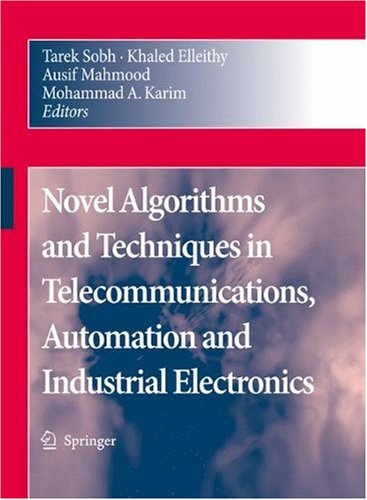 Tarek Sobh · Khaled Elleithy
Ausif Mahmood
Mohammad A. Karim
Editors
Novel Algorithms
and Techniques in
Telecommunications,
Automation and
Industrial Electronics
Springer